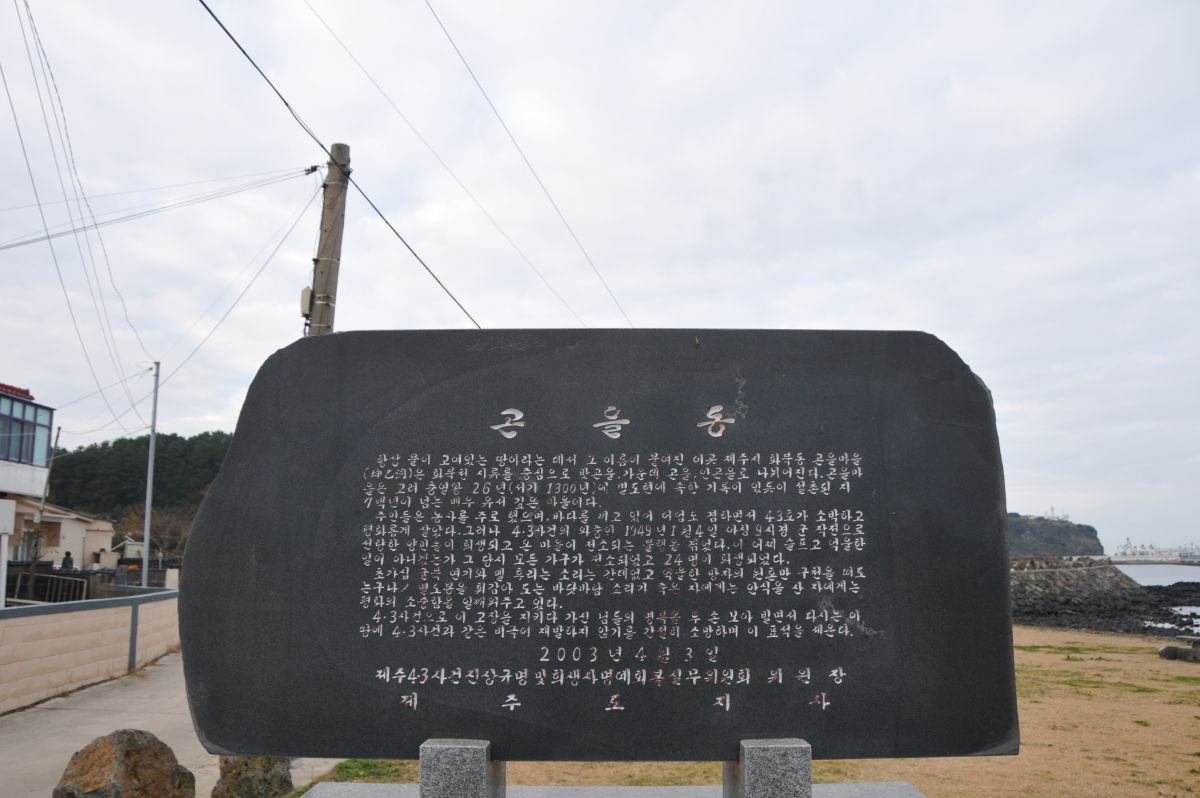 곤을동
항상 물이 고여있는 땅이라는 데서 그 이름이 붙여진 이곳 제주시 화북동 곤을마을
(坤乙洞)은 화북천 지류를 중심으로 밧곤을, 가운데 곤을, 안곤을로 나뉘어진다. 곤을마
을은 고려 충열왕 26년(서기 1300년)에 별도현에 속한 기록이 있듯이 설촌된 지
7백년이 넘는 매우 유서 깊은 마을이다.
주민들은 농사를 주로 했으며, 바다를 끼고 있어 어업도 겸하면서 43호가 소박하고
평화롭게 살았다. 그러나 4·3사건의 와중인 1949년 1월4일 아침 9시경 군 작전으로
선량한 양민들이 희생되고 온 마을이 전소되는 불행을 겪었다. 이 어찌 슬프고 억울한
일이 아니겠는가 그 당시 모든 가구가 전소되었고 24명이 희생되었다.
초가집 굴묵 연기와 멜 후리는 소리는 간데없고 억울한 망자의 원혼만 구천을 떠도
는구나! 별도봉을 휘감아 도는 바닷바람 소리가 죽은 자에게는 안식을 산 자에게는
평화의 소중함을 일깨워주고 있다.
4·3사건으로 이 고장을 지키다 가신 님들의 명복을 두 손 모아 빌면서 다시는 이
땅에 4·3사건과 같은 비극이 재발하지 않기를 간절히 소망하며 이 표석을 세운다.
2003년 4월 3일
제주4·3사건진상규명및희생자명예회복실무위원회 위원장
제주도지사